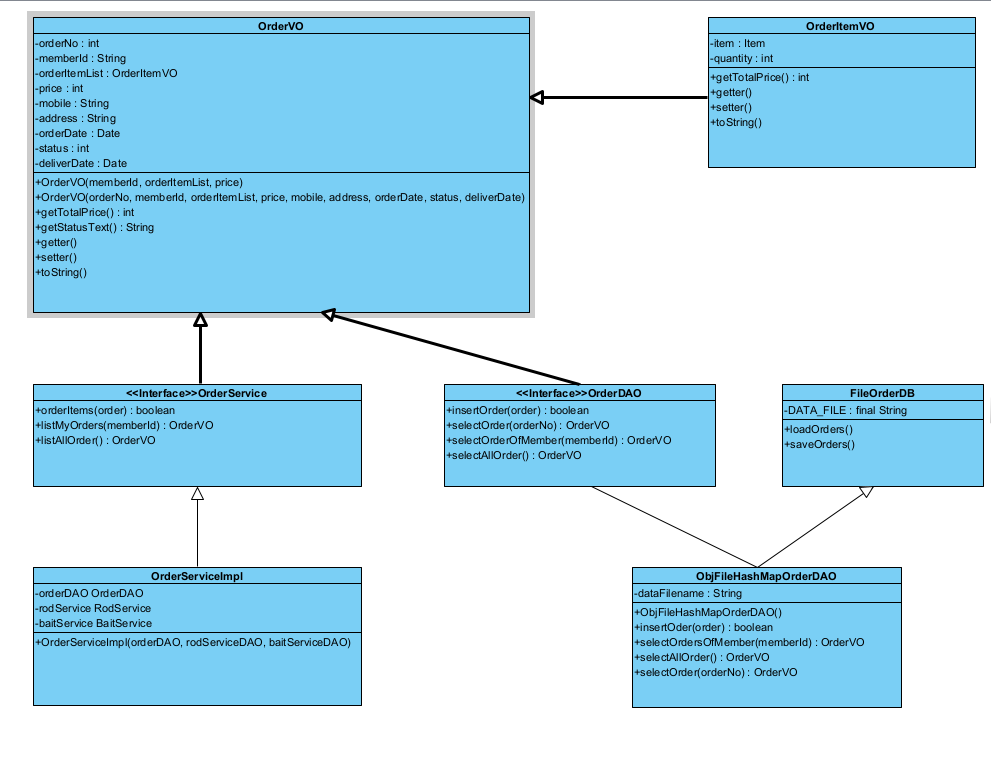 OrderVO
-orderNo : int
-memberId : String
-orderItemList : OrderItemVO
-price : int
-mobile : String
-address : String
-orderDate : Date
-status : int
-deliverDate : Date
+OrderVO(memberId, orderItemList, price)
+OrderVO(orderNo, memberId, orderItemList, price, mobile, address, orderDate, status, deliverDate)
+getTotalPrice() : int
+getStatusText() : String
+getter()
+setter()
+toString()
OrderItemVO
-item : Item
-quantity : int
+getTotalPrice() : int
+getter()
+setter()
+toString()
<<Interface>>OrderService
+orderItems(order) : boolean
+listMyOrders(memberId) : OrderVO
+listAllOrder() : OrderVO
<<Interface>>OrderDAO
+insertOrder(order) : boolean
+selectOrder(orderNo) : OrderVO
+selectOrderOfMember(memberId) : OrderVO
+selectAllOrder() : OrderVO
FileOrderDB
-DATA_FILE : final String
+loadOrders()
+saveOrders()
OrderServiceImpl
-orderDAO OrderDAO
-rodService RodService
-baitService BaitService
+OrderServiceImpl(orderDAO, rodServiceDAO, baitServiceDAO)
ObjFileHashMapOrderDAO
-dataFilename : String
+ObjFileHashMapOrderDAO()
+insertOder(order) : boolean
+selectOrdersOfMember(memberId) : OrderVO
+selectAllOrder() : OrderVO
+selectOrder(orderNo) : OrderVO